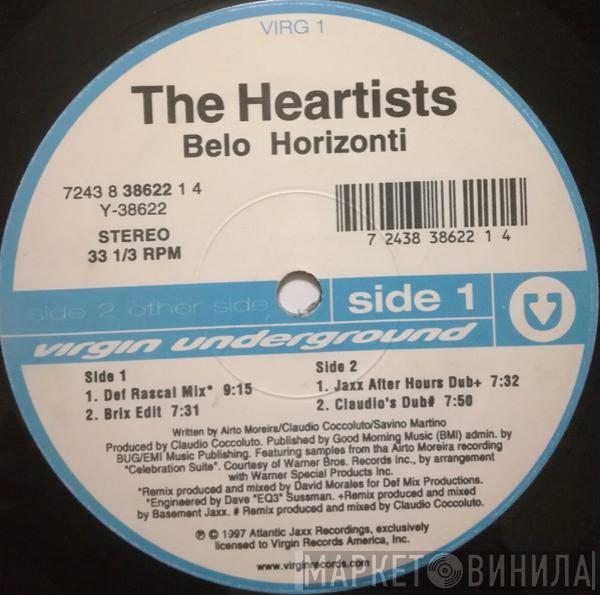 VIRG 1
The Heartists
Belo Horizonti
7243 8 38622 1 4
Y-38622
STEREO
33 1/3 RPM
7 24383 38622 1 4
side 2 other side
side 1
virgin underground
Side 1
1. Def Rascal Mix* 9:15
2. Brix Edit 7:31
Side 2
1. Jaxx After Hours Dub+ 7:32
2. Claudio's Dub# 7:50
Written by Airto Moreira/Claudio Coccoluto/Savino Martino
Produced by Claudio Coccoluto. Published by Good Morning Music (BMI) admin. by
BUG/EMI Music Publishing. Featuring samples from tha Airto Moreira recording
"Celebration Suite". Courtesy of Warner Bros. Records Inc., by arrangement
with Warner Special Products Inc.
*Remix produced and mixed by David Morales for Def Mix Productions.
*Engineered by Dave "EQ3" Sussman. +Remix produced and mixed
by Basement Jaxx. # Remix produced and mixed by Claudio Coccoluto.
℗ © 1997 Atlantic Jaxx Recordings, exclusively
licensed to Virgin Records America, Inc.
www.virginrecords.com
МАРКЕТ ВИНИЛА